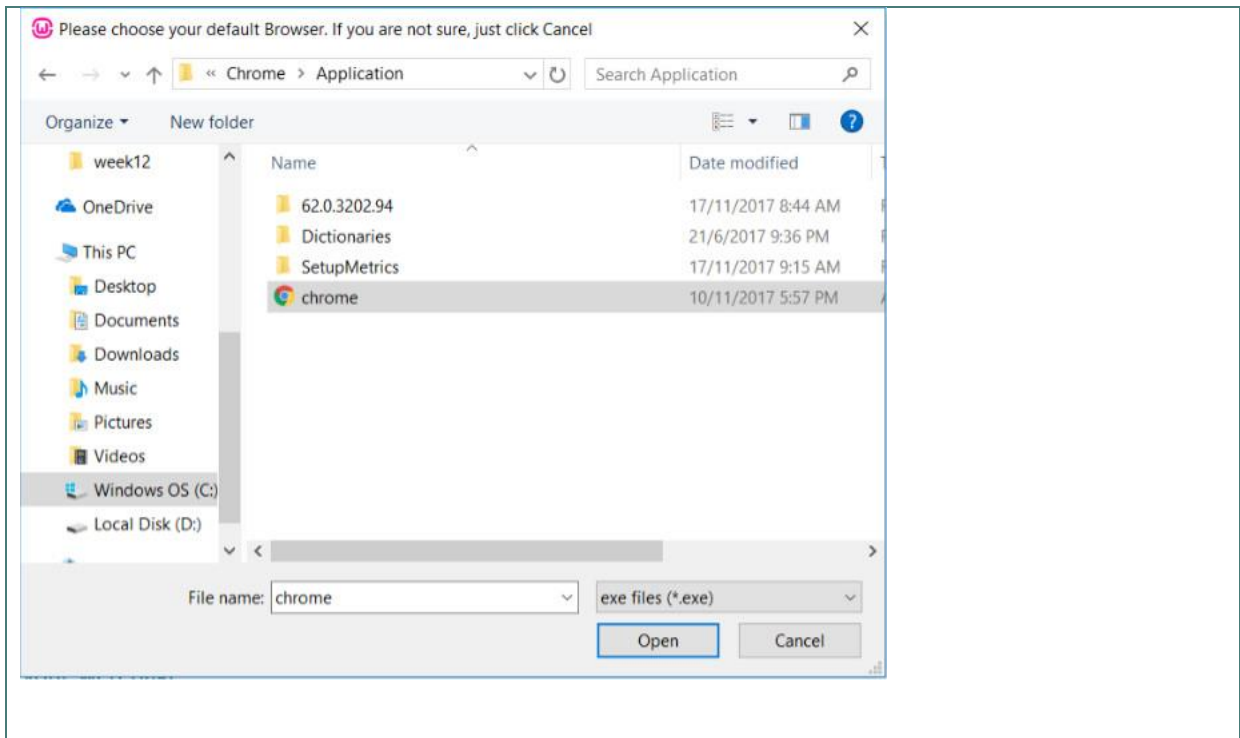 Please choose your default Browser. If you are not sure, just click Cancel
« Chrome > Application
Search Application
Organize
New folder
week12
OneDrive
This PC
Desktop
Documents
Downloads
Music
Pictures
Videos
Windows OS (C:)
Local Disk (D:)
Name Date modified
62.0.3202.94 17/11/2017 8:44 AM
Dictionaries 21/6/2017 9:36 PM
SetupMetrics 17/11/2017 9:15 AM
chrome 10/11/2017 5:57 PM
File name: chrome exe files (*.exe)
Open Cancel